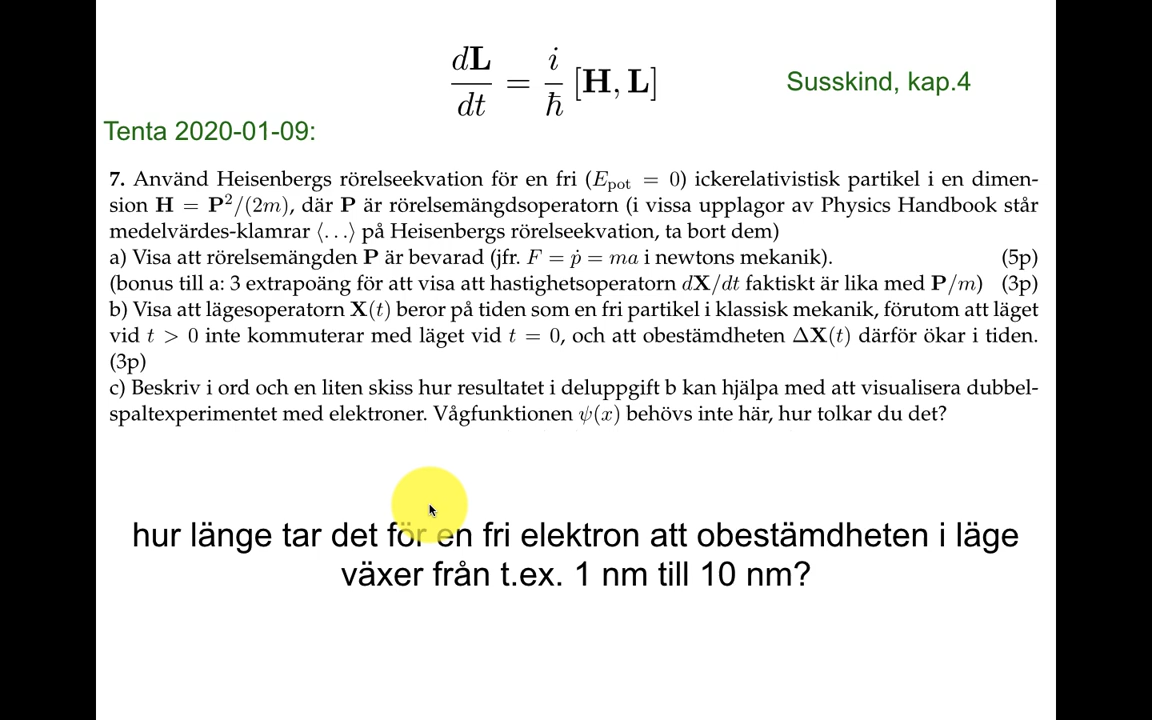 d𝐋/dt = i/ħ [𝐇, 𝐋]
Susskind, kap.4
Tenta 2020-01-09:
7. Använd Heisenbergs rörelseekvation för en fri (E_pot = 0) ickerelativistisk partikel i en dimen-
sion 𝐇 = 𝐏²/(2m), där 𝐏 är rörelsemängdsoperatorn (i vissa upplagor av Physics Handbook står
medelvärdes-klamrar ⟨...⟩ på Heisenbergs rörelseekvation, ta bort dem)
a) Visa att rörelsemängden 𝐏 är bevarad (jfr. F = ṗ = ma i newtons mekanik). (5p)
(bonus till a: 3 extrapoäng för att visa att hastighetsoperatorn d𝐗/dt faktiskt är lika med 𝐏/m) (3p)
b) Visa att lägesoperatorn 𝐗(t) beror på tiden som en fri partikel i klassisk mekanik, förutom att läget
vid t > 0 inte kommuterar med läget vid t = 0, och att obestämdheten Δ𝐗(t) därför ökar i tiden.
(3p)
c) Beskriv i ord och en liten skiss hur resultatet i deluppgift b kan hjälpa med att visualisera dubbel-
spaltexperimentet med elektroner. Vågfunktionen ψ(x) behövs inte här, hur tolkar du det?
hur länge tar det för en fri elektron att obestämdheten i läge
växer från t.ex. 1 nm till 10 nm?